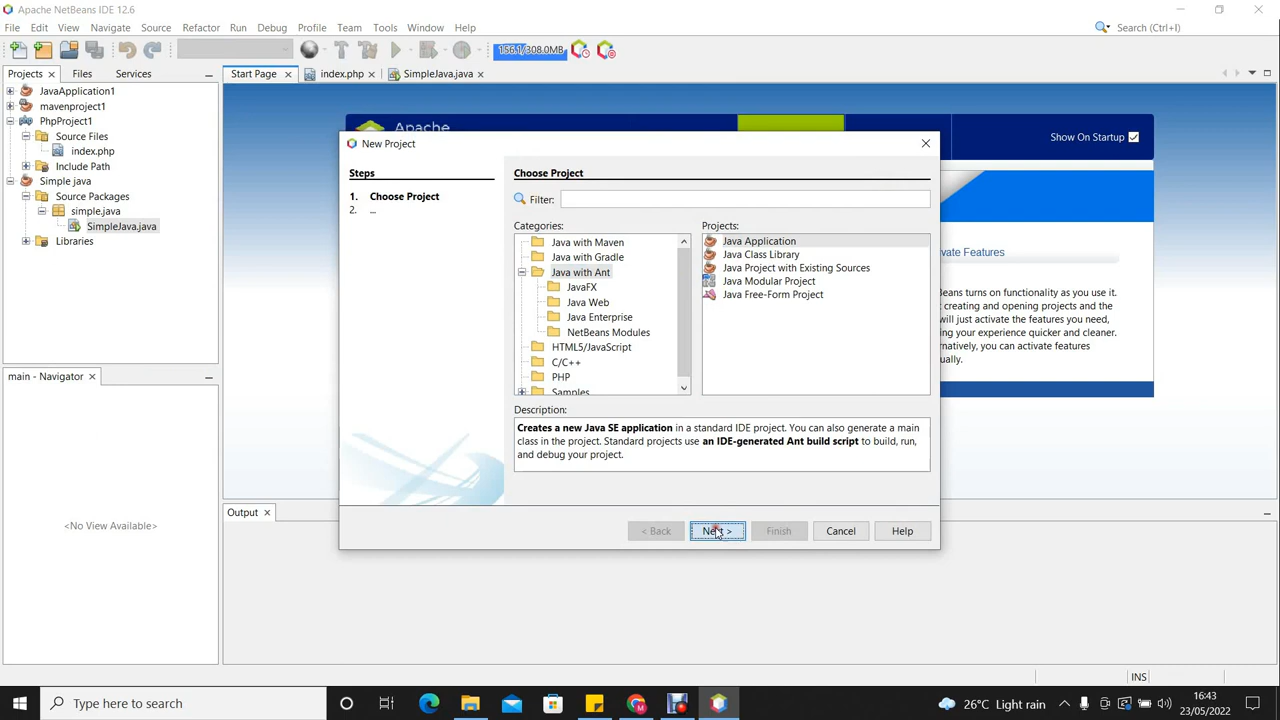 Apache NetBeans IDE 12.6
File Edit View Navigate Source Refactor Run Debug Profile Team Tools Window Help
Search (Ctrl+I)
156.1/308.0MB
Projects Files Services
Start Page index.php SimpleJava.java
JavaApplication1
mavenproject1
PhpProject1
Source Files
index.php
Include Path
Simple java
Source Packages
simple.java
SimpleJava.java
Libraries
Apache
Show On Startup
New Project
Steps
1. Choose Project
2. ...
Choose Project
Filter:
Categories:
Java with Maven
Java with Gradle
Java with Ant
JavaFX
Java Web
Java Enterprise
NetBeans Modules
HTML5/JavaScript
C/C++
PHP
Samples
Projects:
Java Application
Java Class Library
Java Project with Existing Sources
Java Modular Project
Java Free-Form Project
Description:
Creates a new Java SE application in a standard IDE project. You can also generate a main
class in the project. Standard projects use an IDE-generated Ant build script to build, run,
and debug your project.
< Back Next > Finish Cancel Help
Features
Beans turns on functionality as you use it.
creating and opening projects and the
will just activate the features you need,
ing your experience quicker and cleaner.
you can activate features
main - Navigator
<No View Available>
Output
INS
Type here to search
26°C Light rain
16:43
23/05/2022